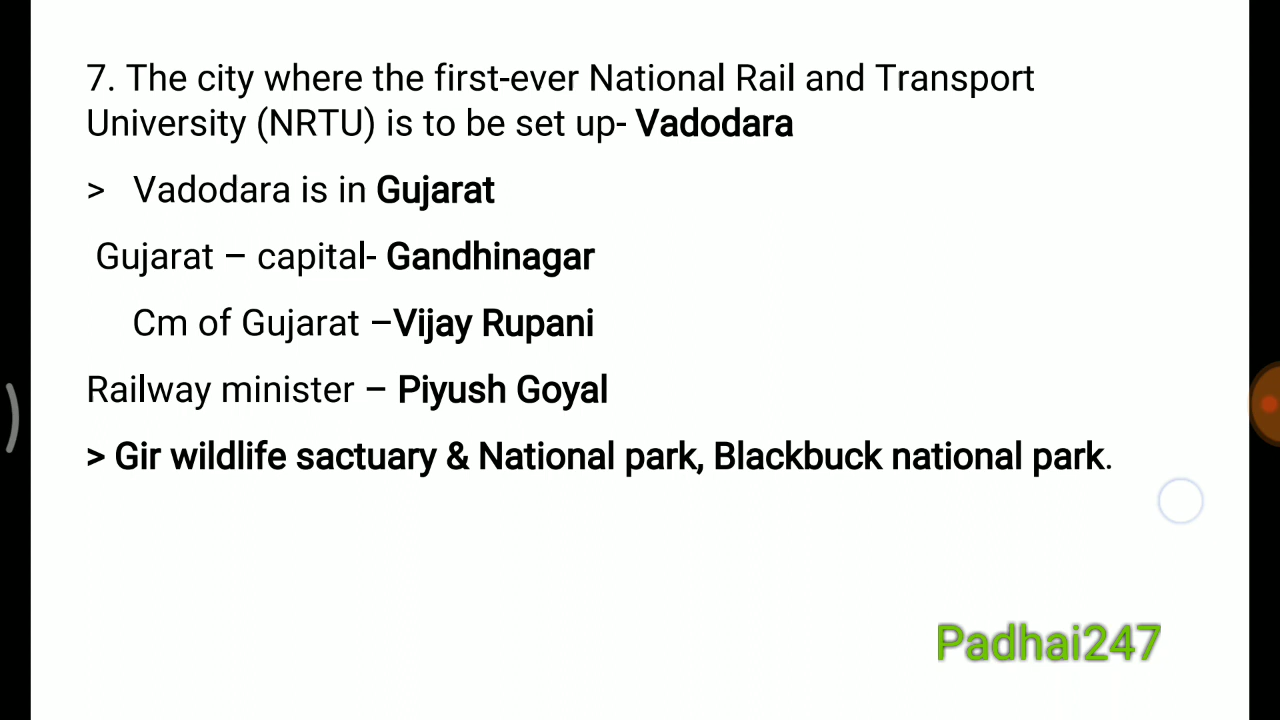 7. The city where the first-ever National Rail and Transport
University (NRTU) is to be set up- Vadodara
> Vadodara is in Gujarat
Gujarat – capital- Gandhinagar
Cm of Gujarat –Vijay Rupani
Railway minister – Piyush Goyal
> Gir wildlife sactuary & National park, Blackbuck national park.
Padhai247